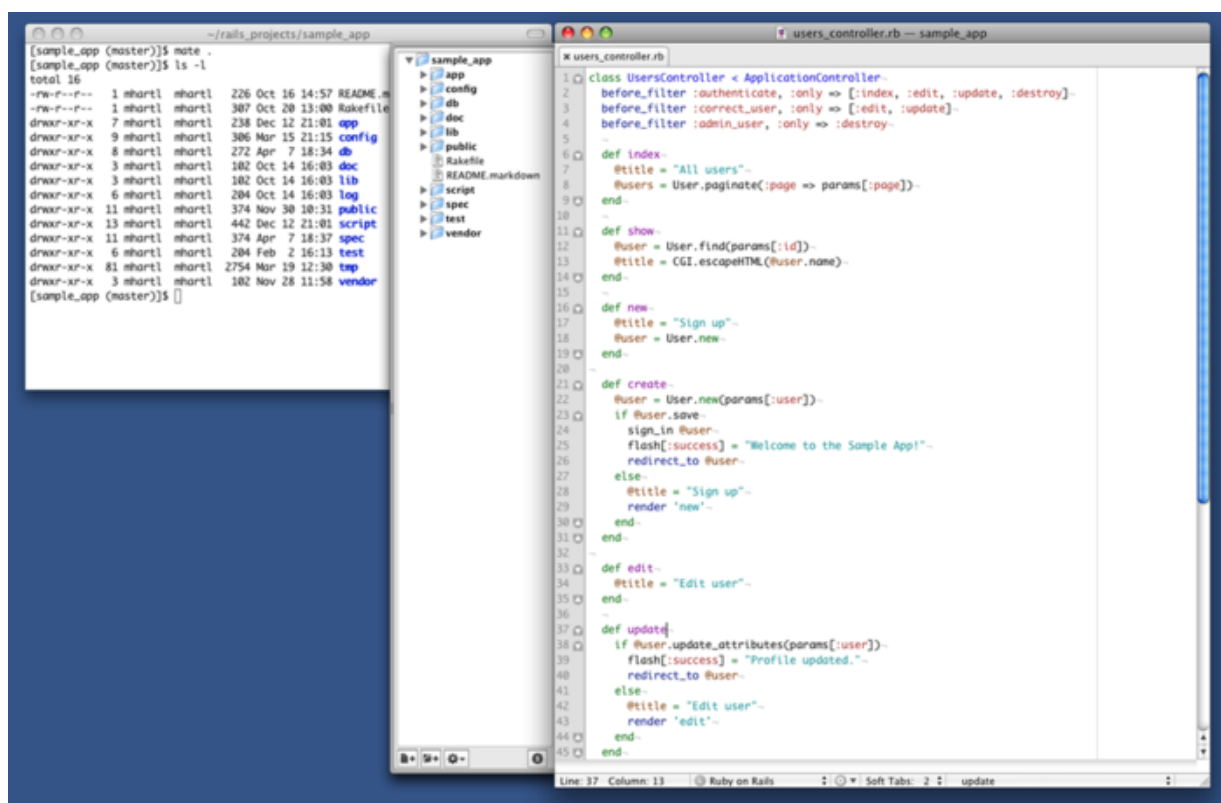 ~/rails_projects/sample_app
[sample_app (master)]$ mate .
[sample_app (master)]$ ls -l
total 16
-rw-r--r-- 1 mhartl mhartl 226 Oct 16 14:57 README.m
-rw-r--r-- 1 mhartl mhartl 307 Oct 20 13:00 Rakefile
drwxr-xr-x 7 mhartl mhartl 238 Dec 12 21:01 app
drwxr-xr-x 9 mhartl mhartl 306 Mar 15 21:15 config
drwxr-xr-x 8 mhartl mhartl 272 Apr 7 18:34 db
drwxr-xr-x 3 mhartl mhartl 102 Oct 14 16:03 doc
drwxr-xr-x 3 mhartl mhartl 102 Oct 14 16:03 lib
drwxr-xr-x 6 mhartl mhartl 204 Oct 14 16:03 log
drwxr-xr-x 11 mhartl mhartl 374 Nov 30 10:31 public
drwxr-xr-x 13 mhartl mhartl 442 Dec 12 21:01 script
drwxr-xr-x 11 mhartl mhartl 374 Apr 7 18:37 spec
drwxr-xr-x 6 mhartl mhartl 204 Feb 2 16:13 test
drwxr-xr-x 81 mhartl mhartl 2754 Mar 19 12:30 tmp
drwxr-xr-x 3 mhartl mhartl 102 Nov 28 11:58 vendor
[sample_app (master)]$
sample_app
app
config
db
doc
lib
public
Rakefile
README.markdown
script
spec
test
vendor
users_controller.rb — sample_app
users_controller.rb
1 class UsersController < ApplicationController
2   before_filter :authenticate, :only => [:index, :edit, :update, :destroy]
3   before_filter :correct_user, :only => [:edit, :update]
4   before_filter :admin_user, :only => :destroy
5
6   def index
7     @title = "All users"
8     @users = User.paginate(:page => params[:page])
9   end
10
11   def show
12     @user = User.find(params[:id])
13     @title = CGI.escapeHTML(@user.name)
14   end
15
16   def new
17     @title = "Sign up"
18     @user = User.new
19   end
20
21   def create
22     @user = User.new(params[:user])
23     if @user.save
24       sign_in @user
25       flash[:success] = "Welcome to the Sample App!"
26       redirect_to @user
27     else
28       @title = "Sign up"
29       render 'new'
30     end
31   end
32
33   def edit
34     @title = "Edit user"
35   end
36
37   def update
38     if @user.update_attributes(params[:user])
39       flash[:success] = "Profile updated."
40       redirect_to @user
41     else
42       @title = "Edit user"
43       render 'edit'
44     end
45   end
Line: 37 Column: 13 Ruby on Rails Soft Tabs: 2 update